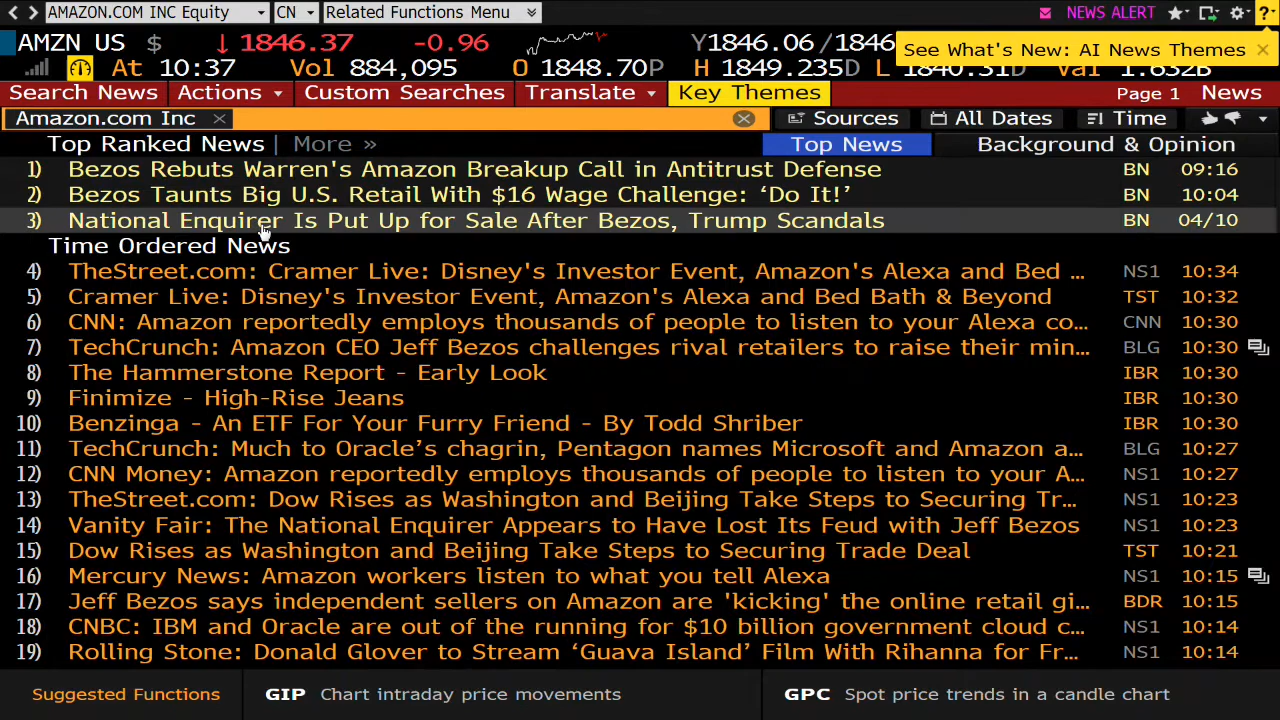 AMAZON.COM INC Equity CN Related Functions Menu NEWS ALERT ?
AMZN US $ ↓1846.37 -0.96 Y1846.06/1846
See What's New: AI News Themes ×
At 10:37 Vol 884,095 O 1848.70P H 1849.235D L 1840.31D Val 1.632B
Search News Actions Custom Searches Translate Key Themes Page 1 News
Amazon.com Inc × Sources All Dates Time
Top Ranked News | More » Top News Background & Opinion
1) Bezos Rebuts Warren's Amazon Breakup Call in Antitrust Defense BN 09:16
2) Bezos Taunts Big U.S. Retail With $16 Wage Challenge: ‘Do It!’ BN 10:04
3) National Enquirer Is Put Up for Sale After Bezos, Trump Scandals BN 04/10
Time Ordered News
4) TheStreet.com: Cramer Live: Disney's Investor Event, Amazon's Alexa and Bed ... NS1 10:34
5) Cramer Live: Disney's Investor Event, Amazon's Alexa and Bed Bath & Beyond TST 10:32
6) CNN: Amazon reportedly employs thousands of people to listen to your Alexa co... CNN 10:30
7) TechCrunch: Amazon CEO Jeff Bezos challenges rival retailers to raise their min... BLG 10:30
8) The Hammerstone Report - Early Look IBR 10:30
9) Finimize - High-Rise Jeans IBR 10:30
10) Benzinga - An ETF For Your Furry Friend - By Todd Shriber IBR 10:30
11) TechCrunch: Much to Oracle’s chagrin, Pentagon names Microsoft and Amazon a... BLG 10:27
12) CNN Money: Amazon reportedly employs thousands of people to listen to your A... NS1 10:27
13) TheStreet.com: Dow Rises as Washington and Beijing Take Steps to Securing Tr... NS1 10:23
14) Vanity Fair: The National Enquirer Appears to Have Lost Its Feud with Jeff Bezos NS1 10:23
15) Dow Rises as Washington and Beijing Take Steps to Securing Trade Deal TST 10:21
16) Mercury News: Amazon workers listen to what you tell Alexa NS1 10:15
17) Jeff Bezos says independent sellers on Amazon are 'kicking' the online retail gi... BDR 10:15
18) CNBC: IBM and Oracle are out of the running for $10 billion government cloud c... NS1 10:14
19) Rolling Stone: Donald Glover to Stream ‘Guava Island’ Film With Rihanna for Fr... NS1 10:14
Suggested Functions GIP Chart intraday price movements GPC Spot price trends in a candle chart